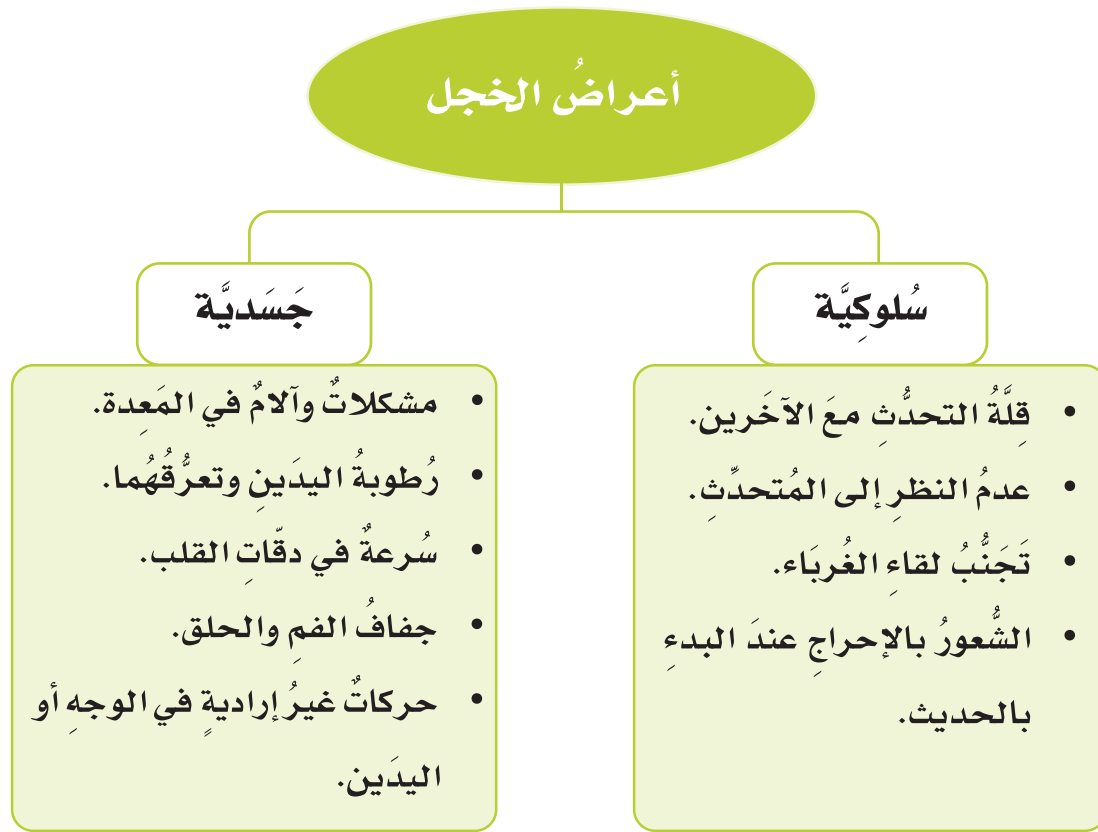 أعراضُ الخجل
سُلوكِيَّة
• قِلَّةُ التحدُّثِ معَ الآخَرين.
• عدمُ النظرِ إلى المُتحدِّثِ.
• تَجَنُّبُ لقاءِ الغُربَاء.
• الشُّعورُ بالإحراجِ عندَ البدءِ
بالحديث.
جَسَديَّة
• مشكلاتٌ وآلامٌ في المَعِدة.
• رُطوبةُ اليدَينِ وتعرُّقُهُما.
• سُرعةٌ في دقّاتِ القلب.
• جفافُ الفمِ والحلق.
• حركاتٌ غيرُ إراديةٍ في الوجهِ أو
اليدَين.